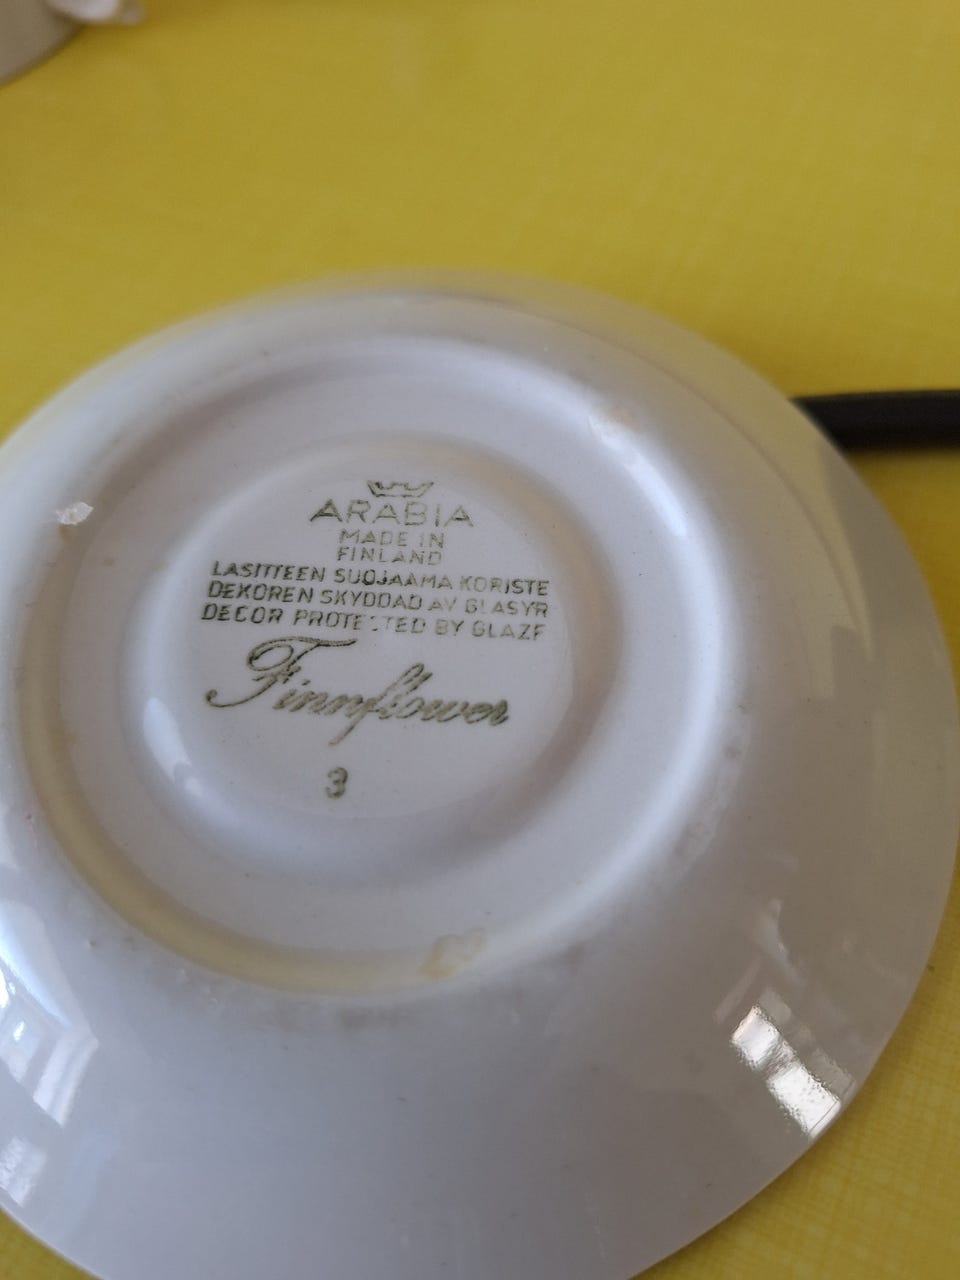 ARABIA
MADE IN
FINLAND
LASITTEEN SUOJAAMA KORISTE
DEKOREN SKYDDAD AV GLASYR
DECOR PROTECTED BY GLAZE
Finnflower
3